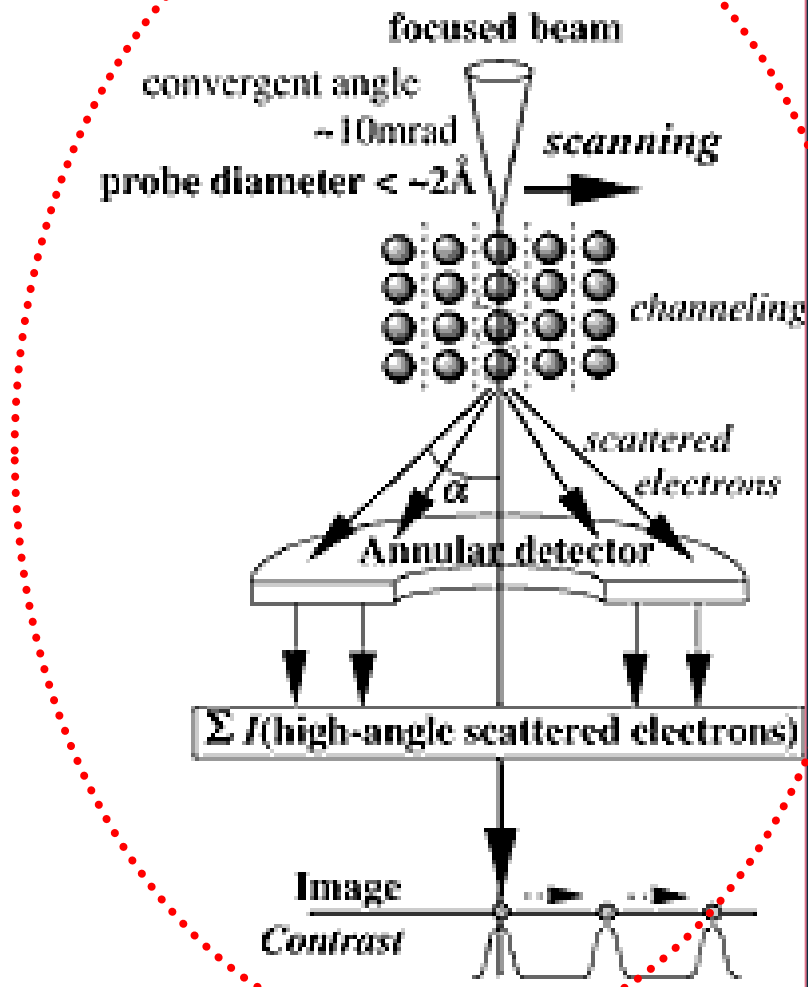 focused beam
convergent angle
~10mrad
scanning
probe diameter < ~2Å
channeling
scattered
electrons
α
Annular detector
Σ I(high-angle scattered electrons)
Image
Contrast